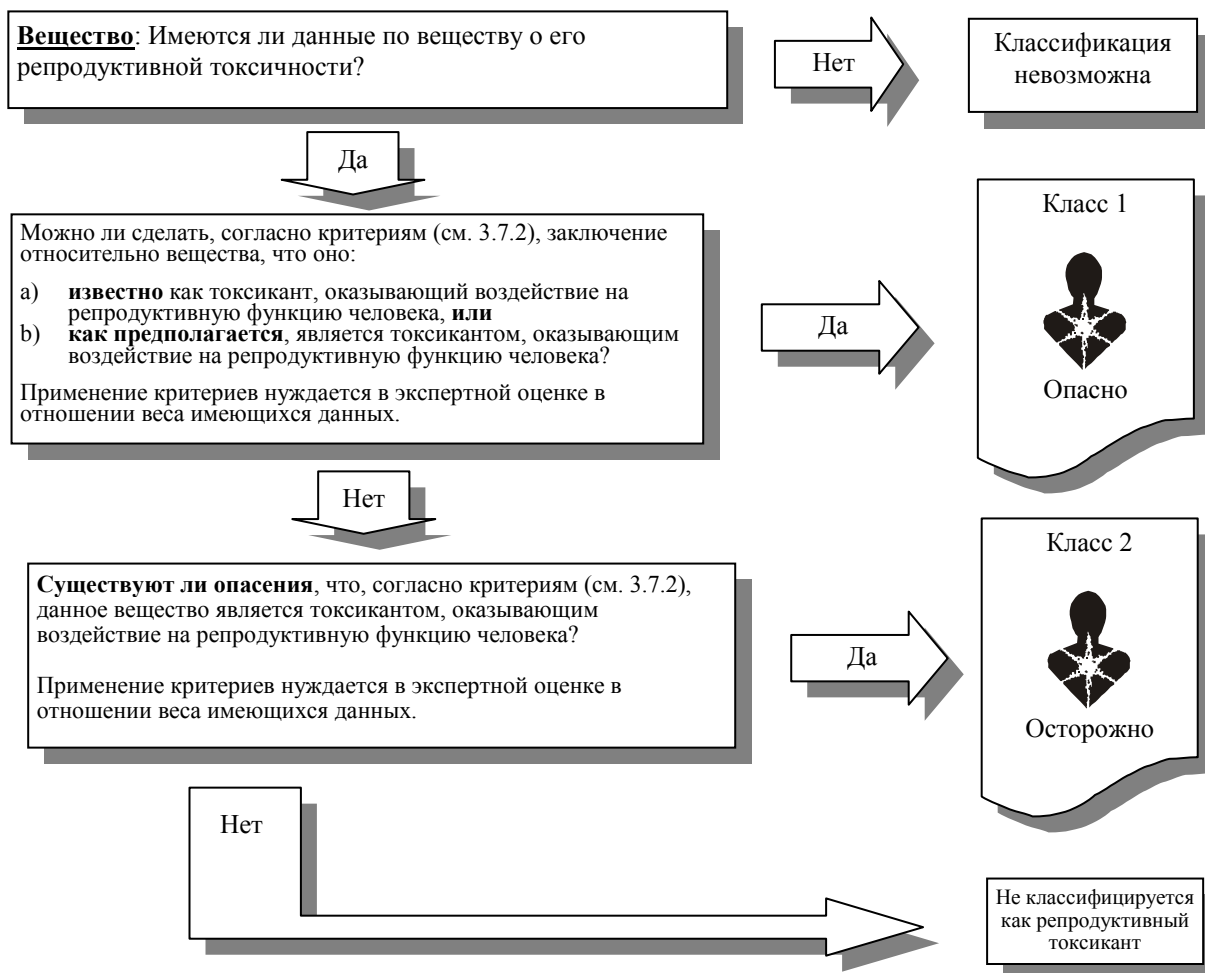 Вещество: Имеются ли данные по веществу о его
репродуктивной токсичности?
Нет
Классификация
невозможна
Да
Можно ли сделать, согласно критериям (см. 3.7.2), заключение
относительно вещества, что оно:
a) известно как токсикант, оказывающий воздействие на
репродуктивную функцию человека, или
b) как предполагается, является токсикантом, оказывающим
воздействие на репродуктивную функцию человека?
Применение критериев нуждается в экспертной оценке в
отношении веса имеющихся данных.
Да
Класс 1
Опасно
Нет
Существуют ли опасения, что, согласно критериям (см. 3.7.2),
данное вещество является токсикантом, оказывающим
воздействие на репродуктивную функцию человека?
Применение критериев нуждается в экспертной оценке в
отношении веса имеющихся данных.
Да
Класс 2
Осторожно
Нет
Не классифицируется
как репродуктивный
токсикант